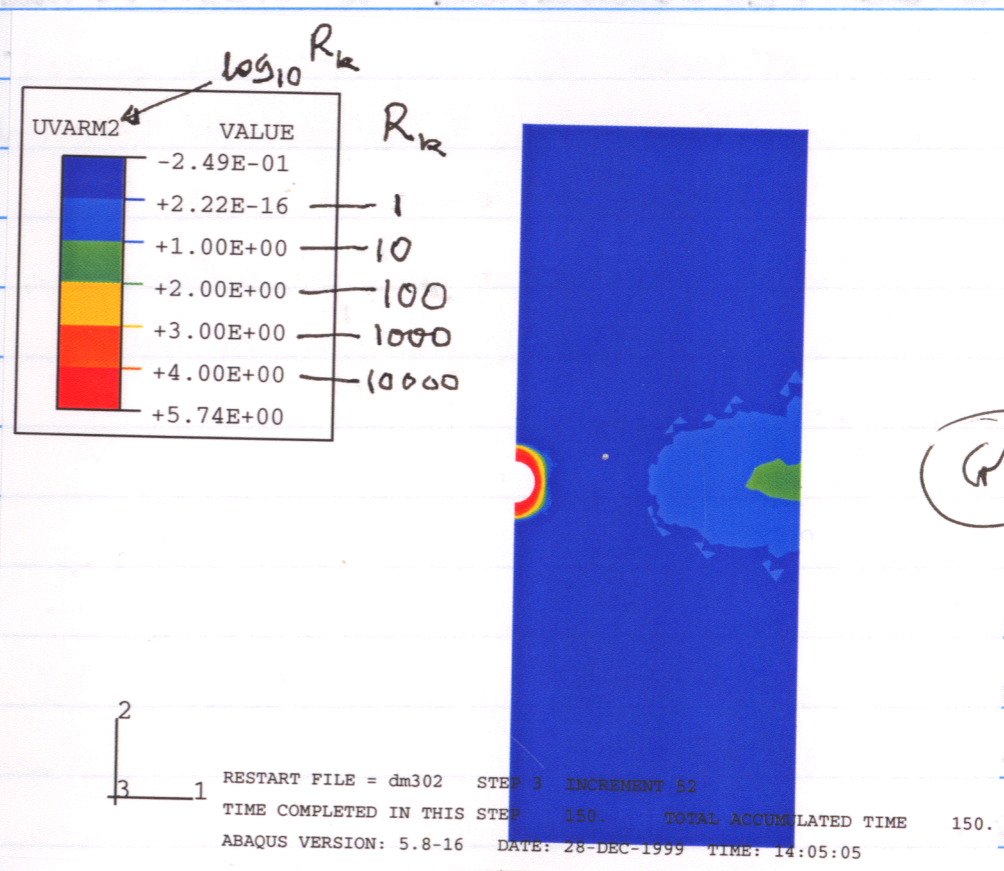 log10 Rk
UVARM2 VALUE Rk
-2.49E-01
+2.22E-16 1
+1.00E+00 10
+2.00E+00 100
+3.00E+00 1000
+4.00E+00 10000
+5.74E+00
2
3 1
RESTART FILE = dm302 STEP 3 INCREMENT 52
TIME COMPLETED IN THIS STEP 150. TOTAL ACCUMULATED TIME 150.
ABAQUS VERSION: 5.8-16 DATE: 28-DEC-1999 TIME: 14:05:05